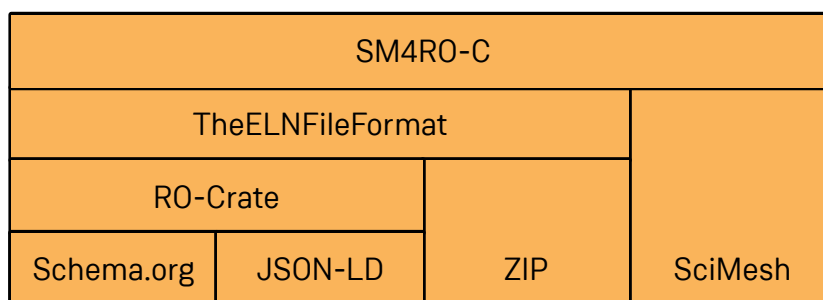 SM4RO-C
TheELNFileFormat
RO-Crate
Schema.org
JSON-LD
ZIP
SciMesh